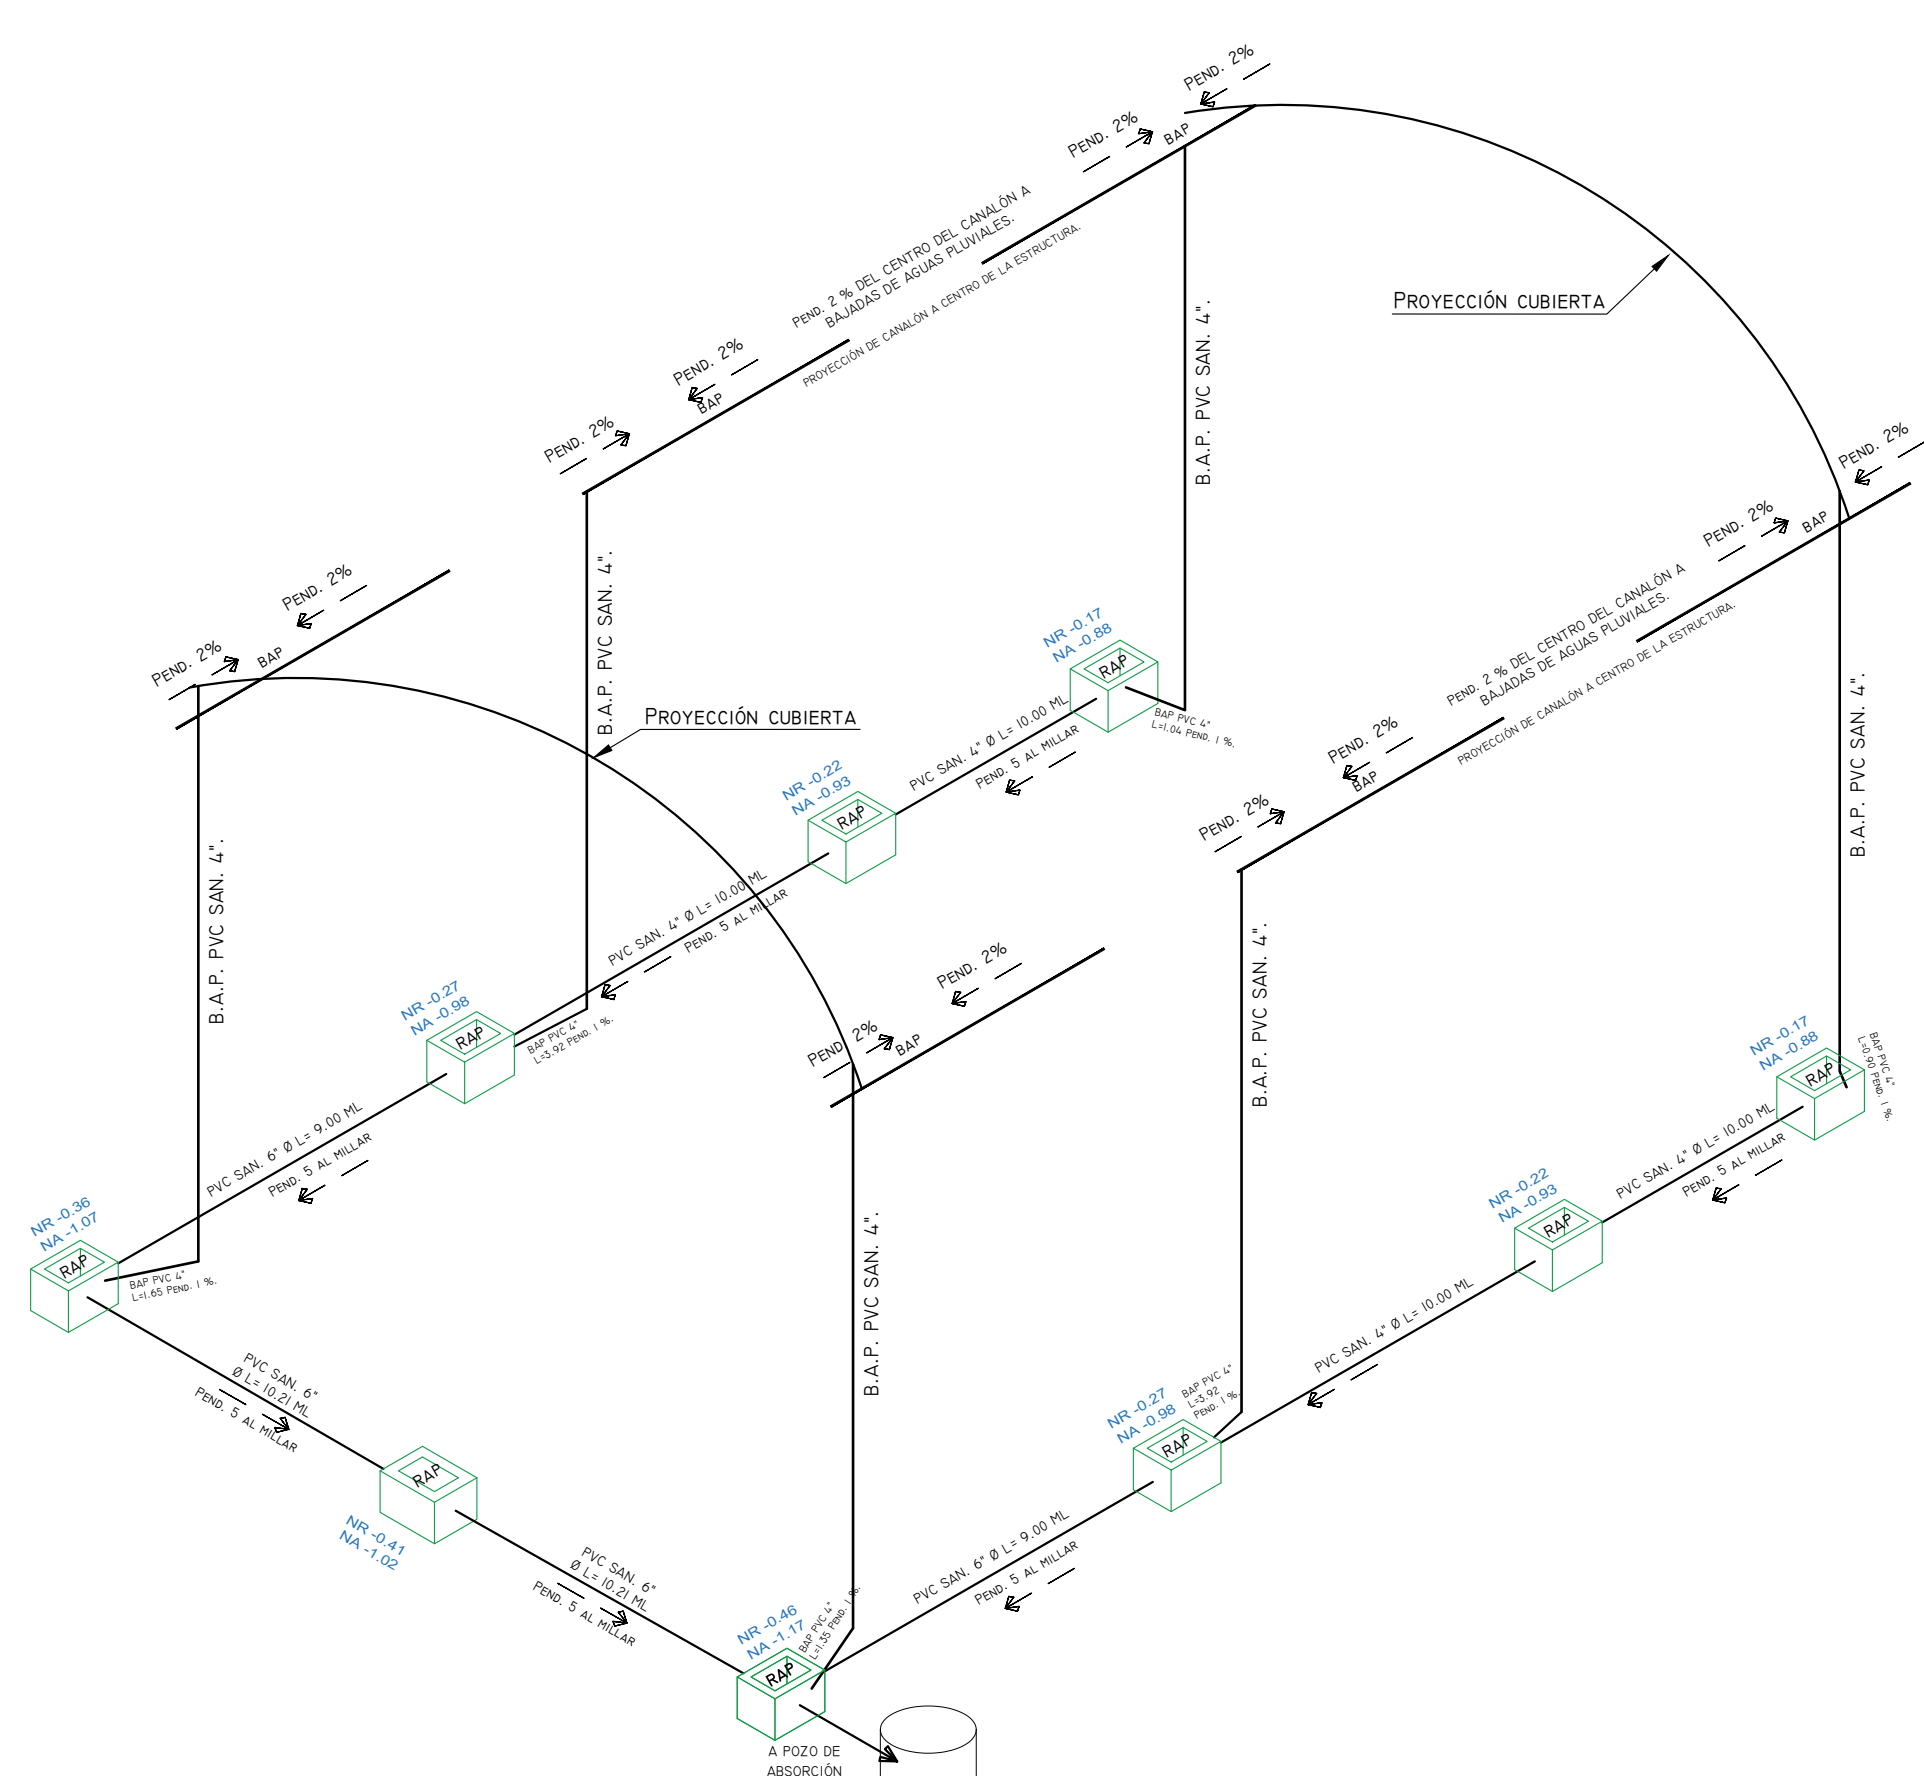 PEND. 2%
PEND. 2%
BAP
PEND. 2 % DEL CENTRO DEL CANALÓN A
BAJADAS DE AGUAS PLUVIALES.
PROYECCIÓN DE CANALÓN A CENTRO DE LA ESTRUCTURA.
PROYECCIÓN CUBIERTA
B.A.P. PVC SAN. 4".
PEND. 2%
BAP
PEND. 2%
PEND. 2%
PEND. 2%
BAP
PEND. 2 % DEL CENTRO DEL CANALÓN A
BAJADAS DE AGUAS PLUVIALES.
PROYECCIÓN DE CANALÓN A CENTRO DE LA ESTRUCTURA.
B.A.P. PVC SAN. 4".
PEND. 2%
PEND. 2%
BAP
B.A.P. PVC SAN. 4".
PROYECCIÓN CUBIERTA
NR -0.17
NA -0.88
RAP
BAP PVC 4"
L=1.04 PEND. 1 %.
PVC SAN. 4" Ø L= 10.00 ML
PEND. 5 AL MILLAR
PEND. 2%
BAP
PEND. 2%
NR -0.22
NA -0.93
RAP
PVC SAN. 4" Ø L= 10.00 ML
PEND. 5 AL MILLAR
B.A.P. PVC SAN. 4".
B.A.P. PVC SAN. 4".
PEND. 2%
PEND. 2%
BAP
NR -0.27
NA -0.98
RAP
BAP PVC 4"
L=3.92 PEND. 1 %.
B.A.P. PVC SAN. 4".
NR -0.17
NA -0.88
RAP
BAP PVC 4"
L=0.90 PEND. 1 %.
PVC SAN. 6" Ø L= 9.00 ML
PEND. 5 AL MILLAR
PVC SAN. 4" Ø L= 10.00 ML
PEND. 5 AL MILLAR
NR -0.36
NA -1.07
RAP
BAP PVC 4"
L=1.65 PEND. 1 %.
NR -0.22
NA -0.93
RAP
B.A.P. PVC SAN. 4".
PVC SAN. 4" Ø L= 10.00 ML
PVC SAN. 6"
Ø L= 10.21 ML
PEND. 5 AL MILLAR
NR -0.27
NA -0.98
RAP
BAP PVC 4"
L=3.92
PEND. 1 %.
RAP
NR -0.41
NA -1.02
PVC SAN. 6"
Ø L= 10.21 ML
PEND. 5 AL MILLAR
PVC SAN. 6" Ø L= 9.00 ML
PEND. 5 AL MILLAR
NR -0.46
NA -1.17
RAP
BAP PVC 4"
L=1.35 PEND. 1 %.
A POZO DE
ABSORCIÓN